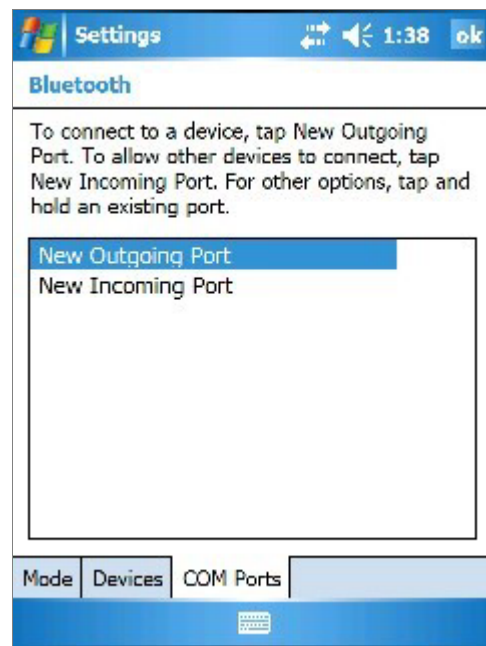 Settings 1:38 ok
Bluetooth
To connect to a device, tap New Outgoing
Port. To allow other devices to connect, tap
New Incoming Port. For other options, tap and
hold an existing port.
New Outgoing Port
New Incoming Port
Mode Devices COM Ports